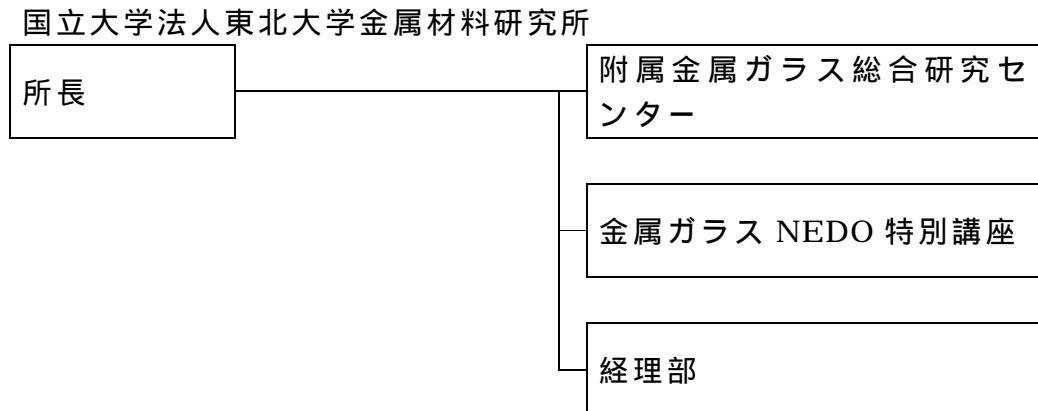 国立大学法人東北大学金属材料研究所
所長
附属金属ガラス総合研究セ
ンター
金属ガラス NEDO 特別講座
経理部